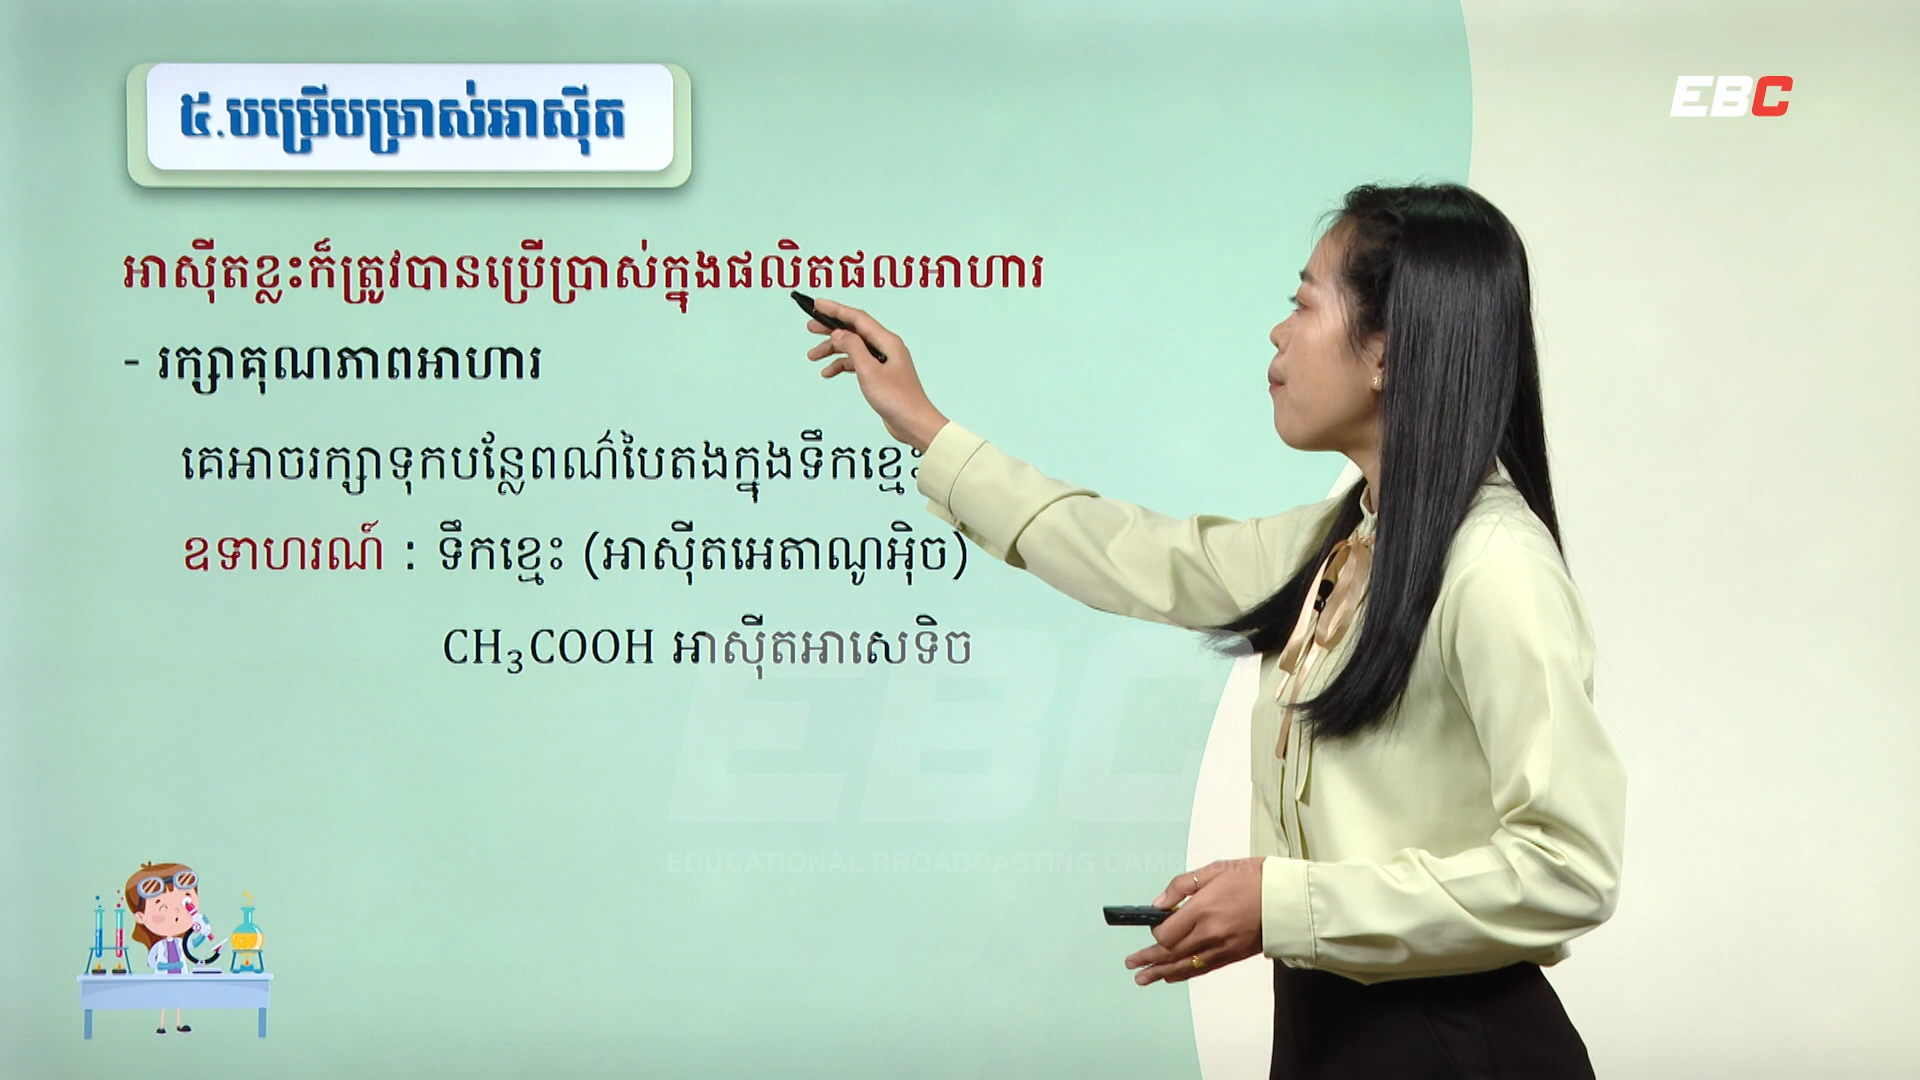 ៥.បម្រើបម្រាស់អាស៊ីត
EBC
អាស៊ីតខ្លះក៏ត្រូវបានប្រើប្រាស់ក្នុងផលិតផលអាហារ
- រក្សាគុណភាពអាហារ
គេអាចរក្សាទុកបន្លែពណ៌បៃតងក្នុងទឹកខ្មេះ
ឧទាហរណ៍ : ទឹកខ្មេះ (អាស៊ីតអេតាណូអ៊ិច)
CH₃COOH អាស៊ីតអាសេទិច
EBC
EDUCATIONAL BROADCASTING CAMBODIA